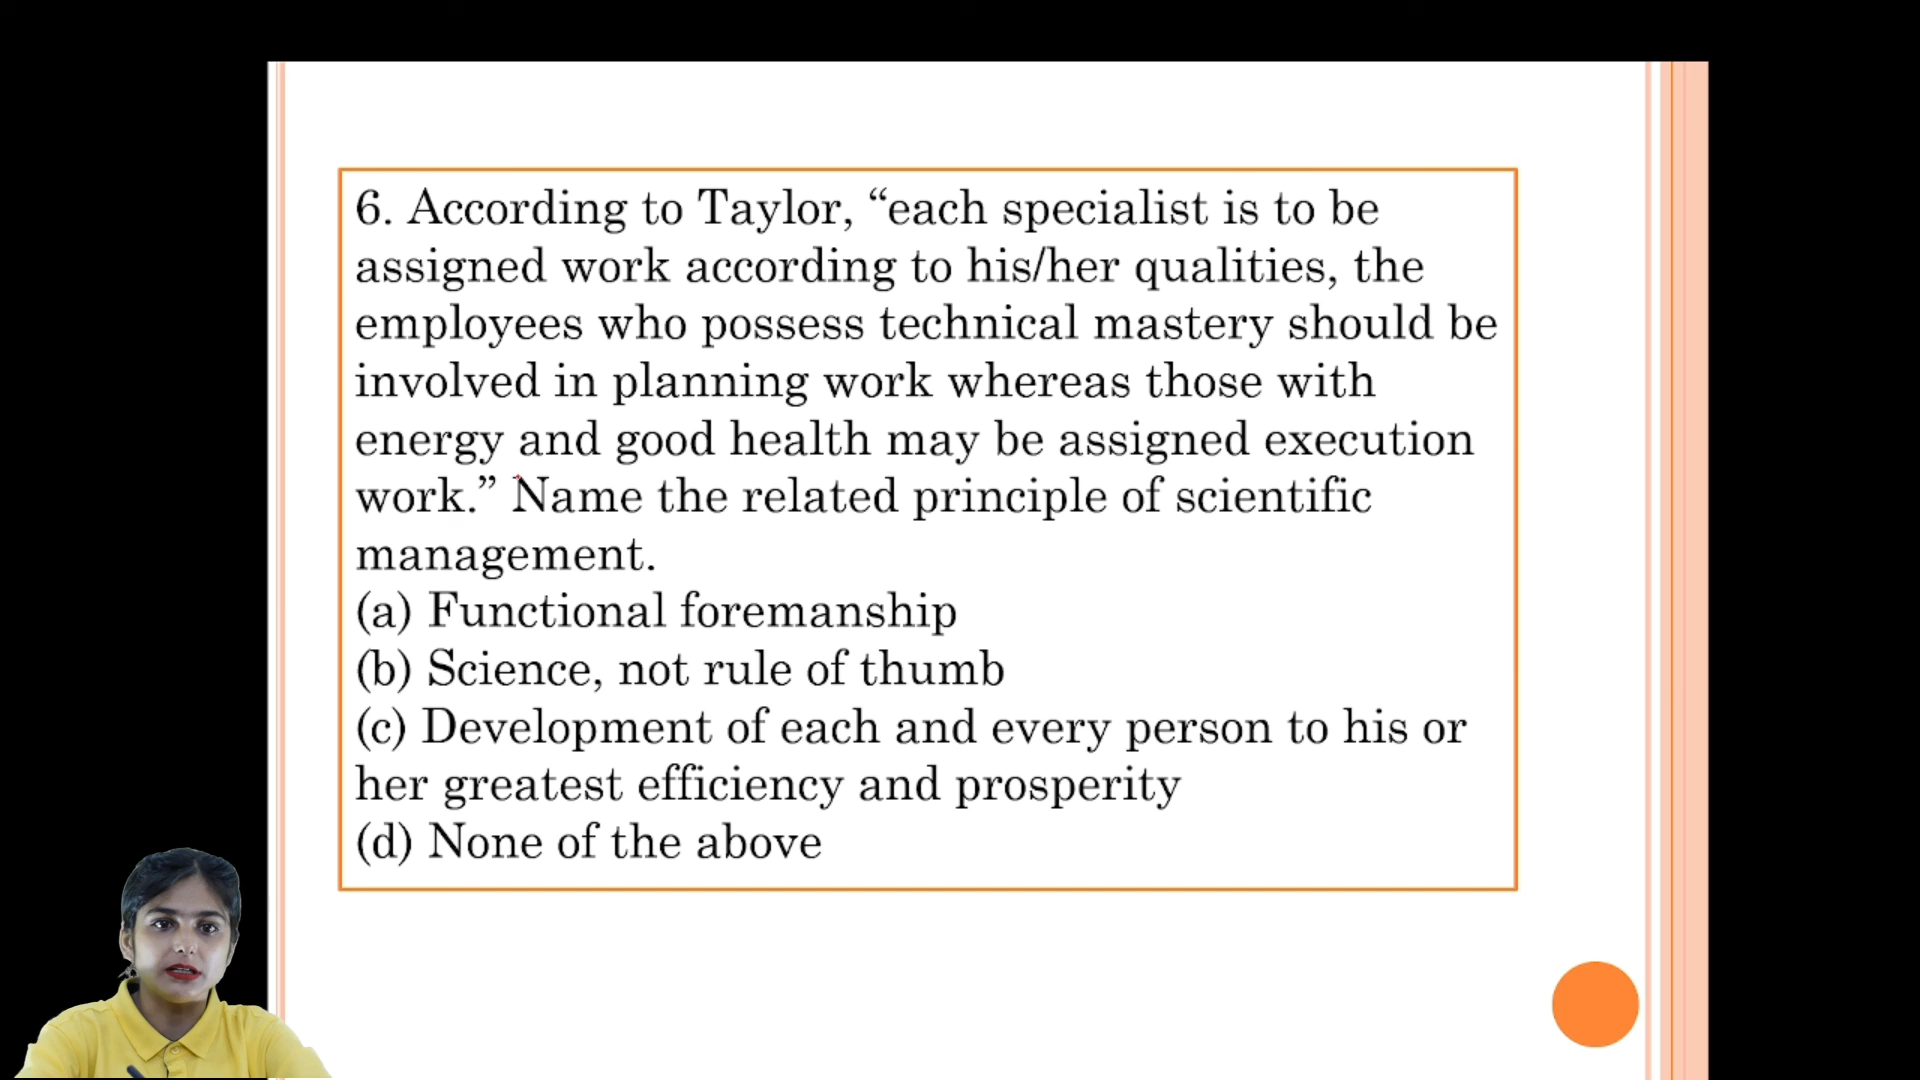 6. According to Taylor, “each specialist is to be
assigned work according to his/her qualities, the
employees who possess technical mastery should be
involved in planning work whereas those with
energy and good health may be assigned execution
work.” Name the related principle of scientific
management.
(a) Functional foremanship
(b) Science, not rule of thumb
(c) Development of each and every person to his or
her greatest efficiency and prosperity
(d) None of the above